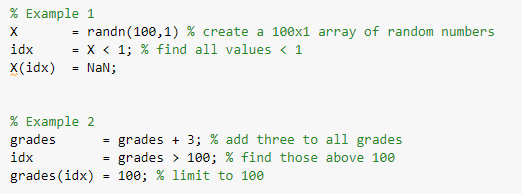 % Example 1
X       = randn(100,1) % create a 100x1 array of random numbers
idx     = X < 1; % find all values < 1
X(idx)  = NaN;
% Example 2
grades      = grades + 3; % add three to all grades
idx         = grades > 100; % find those above 100
grades(idx) = 100; % limit to 100